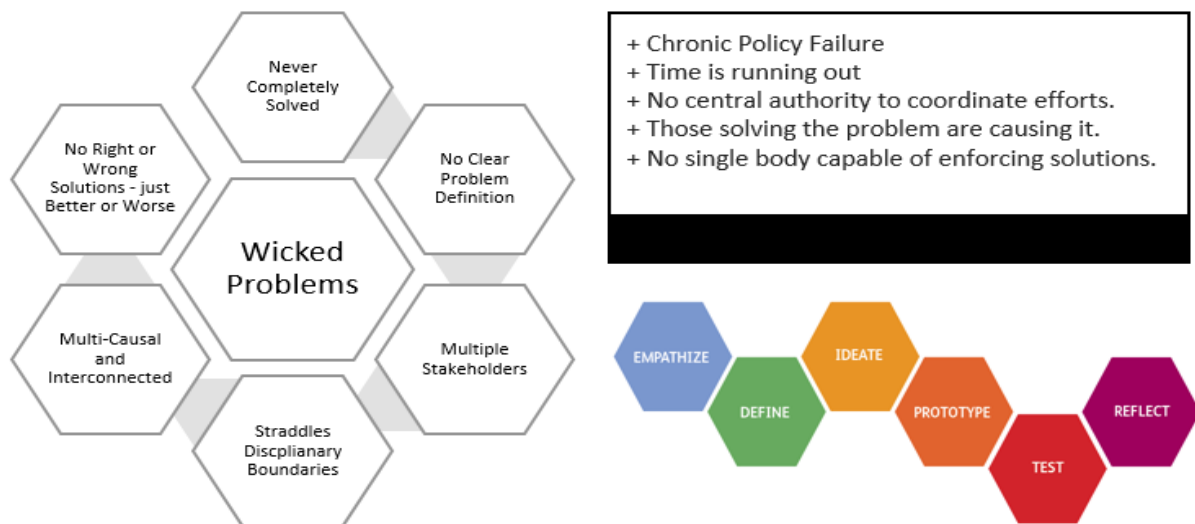 Never
Completely
Solved
No Clear
Problem
Definition
Multiple
Stakeholders
Straddles
Discplianary
Boundaries
Multi-Causal
and
Interconnected
No Right or
Wrong
Solutions - just
Better or Worse
Wicked
Problems
+ Chronic Policy Failure
+ Time is running out
+ No central authority to coordinate efforts.
+ Those solving the problem are causing it.
+ No single body capable of enforcing solutions.
EMPATHIZE
DEFINE
IDEATE
PROTOTYPE
TEST
REFLECT